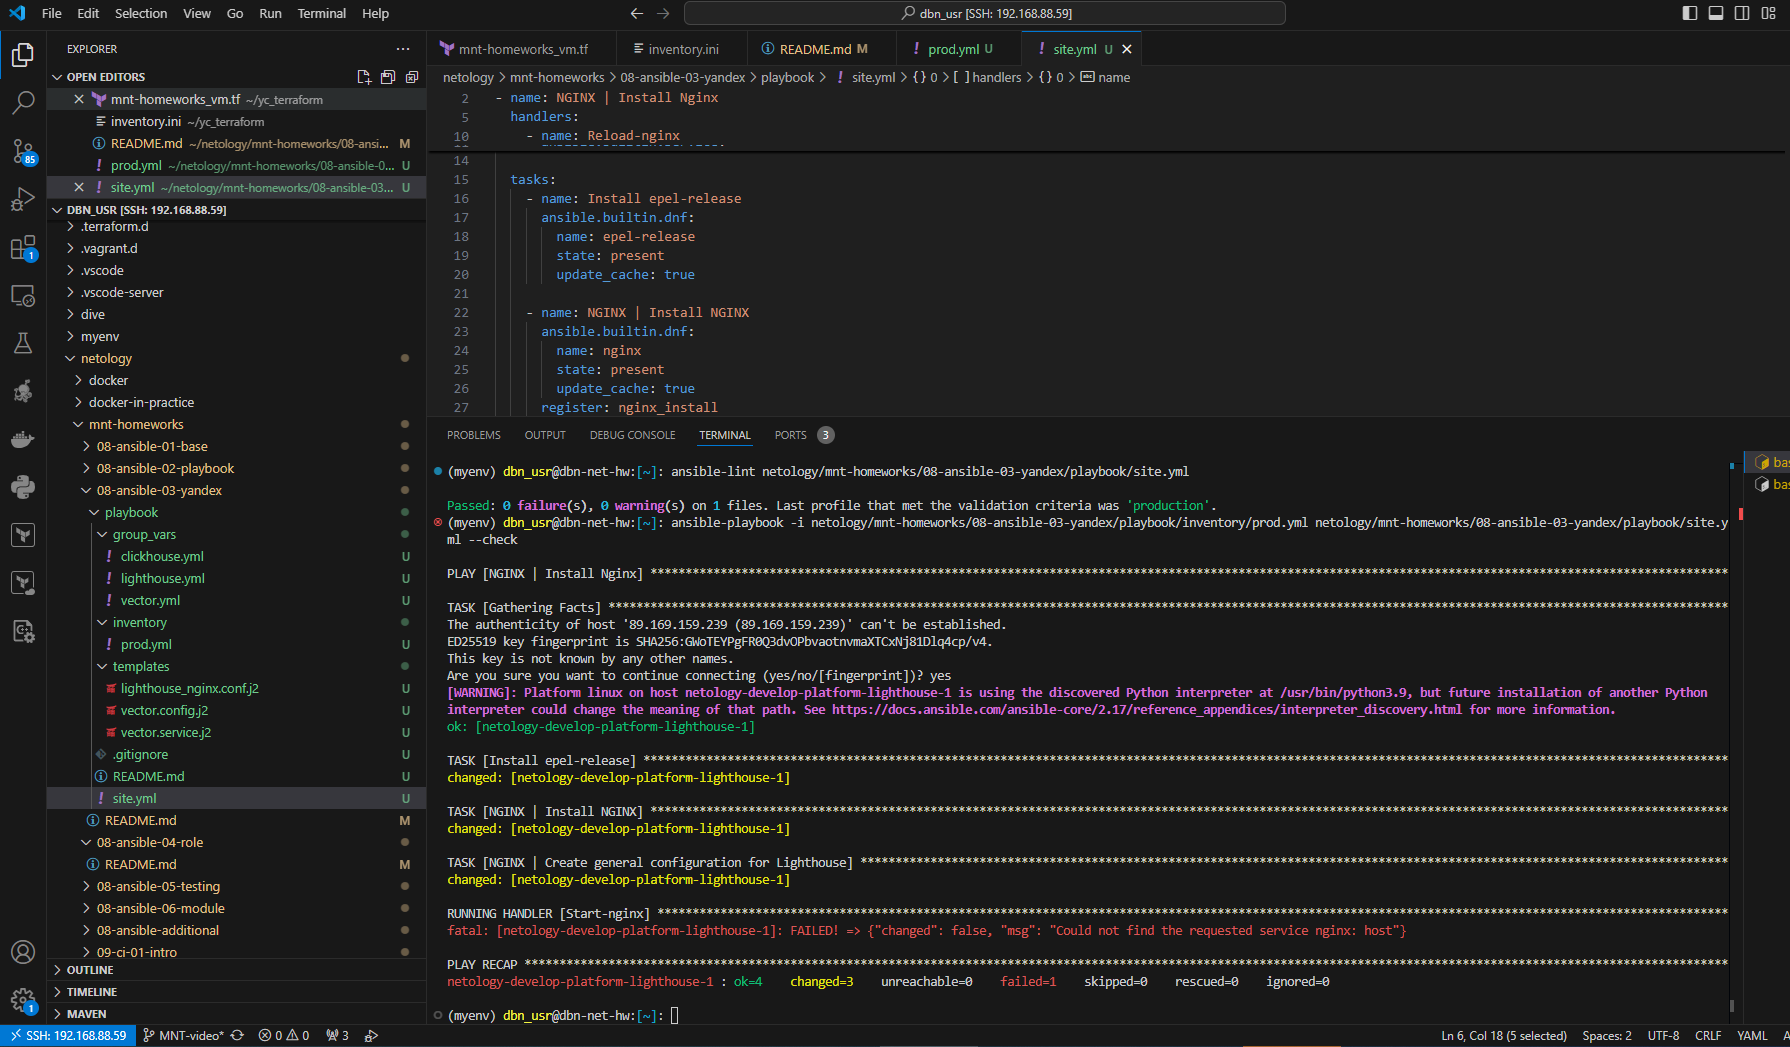 File Edit Selection View Go Run Terminal Help
dbn_usr [SSH: 192.168.88.59]
EXPLORER
OPEN EDITORS
mnt-homeworks_vm.tf ~/yc_terraform
inventory.ini ~/yc_terraform
README.md ~/netology/mnt-homeworks/08-ansi... M
prod.yml ~/netology/mnt-homeworks/08-ansible-0... U
site.yml ~/netology/mnt-homeworks/08-ansible-03... U
DBN_USR [SSH: 192.168.88.59]
.terraform.d
.vagrant.d
.vscode
.vscode-server
dive
myenv
netology
docker
docker-in-practice
mnt-homeworks
08-ansible-01-base
08-ansible-02-playbook
08-ansible-03-yandex
playbook
group_vars
clickhouse.yml U
lighthouse.yml U
vector.yml U
inventory
prod.yml U
templates
lighthouse_nginx.conf.j2 U
vector.config.j2 U
vector.service.j2 U
.gitignore U
README.md U
site.yml U
README.md M
08-ansible-04-role
README.md M
08-ansible-05-testing
08-ansible-06-module
08-ansible-additional
09-ci-01-intro
OUTLINE
TIMELINE
MAVEN
85
1
1
mnt-homeworks_vm.tf
inventory.ini
README.md M
prod.yml U
site.yml U
netology > mnt-homeworks > 08-ansible-03-yandex > playbook > ! site.yml > {} 0 > [ ] handlers > {} 0 > abc name
2 - name: NGINX | Install Nginx
5 handlers:
10 - name: Reload-nginx
14
15 tasks:
16 - name: Install epel-release
17 ansible.builtin.dnf:
18 name: epel-release
19 state: present
20 update_cache: true
21
22 - name: NGINX | Install NGINX
23 ansible.builtin.dnf:
24 name: nginx
25 state: present
26 update_cache: true
27 register: nginx_install
PROBLEMS OUTPUT DEBUG CONSOLE TERMINAL PORTS 3
(myenv) dbn_usr@dbn-net-hw:[~]: ansible-lint netology/mnt-homeworks/08-ansible-03-yandex/playbook/site.yml
Passed: 0 failure(s), 0 warning(s) on 1 files. Last profile that met the validation criteria was 'production'.
(myenv) dbn_usr@dbn-net-hw:[~]: ansible-playbook -i netology/mnt-homeworks/08-ansible-03-yandex/playbook/inventory/prod.yml netology/mnt-homeworks/08-ansible-03-yandex/playbook/site.y
ml --check
PLAY [NGINX | Install Nginx] ****
TASK [Gathering Facts] ****
The authenticity of host '89.169.159.239 (89.169.159.239)' can't be established.
ED25519 key fingerprint is SHA256:GWoTEYPgFR0Q3dvOPbvaotnvmaXTCxNj81Dlq4cp/v4.
This key is not known by any other names.
Are you sure you want to continue connecting (yes/no/[fingerprint])? yes
[WARNING]: Platform linux on host netology-develop-platform-lighthouse-1 is using the discovered Python interpreter at /usr/bin/python3.9, but future installation of another Python
interpreter could change the meaning of that path. See https://docs.ansible.com/ansible-core/2.17/reference_appendices/interpreter_discovery.html for more information.
ok: [netology-develop-platform-lighthouse-1]
TASK [Install epel-release] ****
changed: [netology-develop-platform-lighthouse-1]
TASK [NGINX | Install NGINX] ****
changed: [netology-develop-platform-lighthouse-1]
TASK [NGINX | Create general configuration for Lighthouse] ****
changed: [netology-develop-platform-lighthouse-1]
RUNNING HANDLER [Start-nginx] ****
fatal: [netology-develop-platform-lighthouse-1]: FAILED! => {"changed": false, "msg": "Could not find the requested service nginx: host"}
PLAY RECAP ****
netology-develop-platform-lighthouse-1 : ok=4 changed=3 unreachable=0 failed=1 skipped=0 rescued=0 ignored=0
(myenv) dbn_usr@dbn-net-hw:[~]:
bas
bas
SSH: 192.168.88.59 MNT-video* 0 0 3 Ln 6, Col 18 (5 selected) Spaces: 2 UTF-8 CRLF YAML